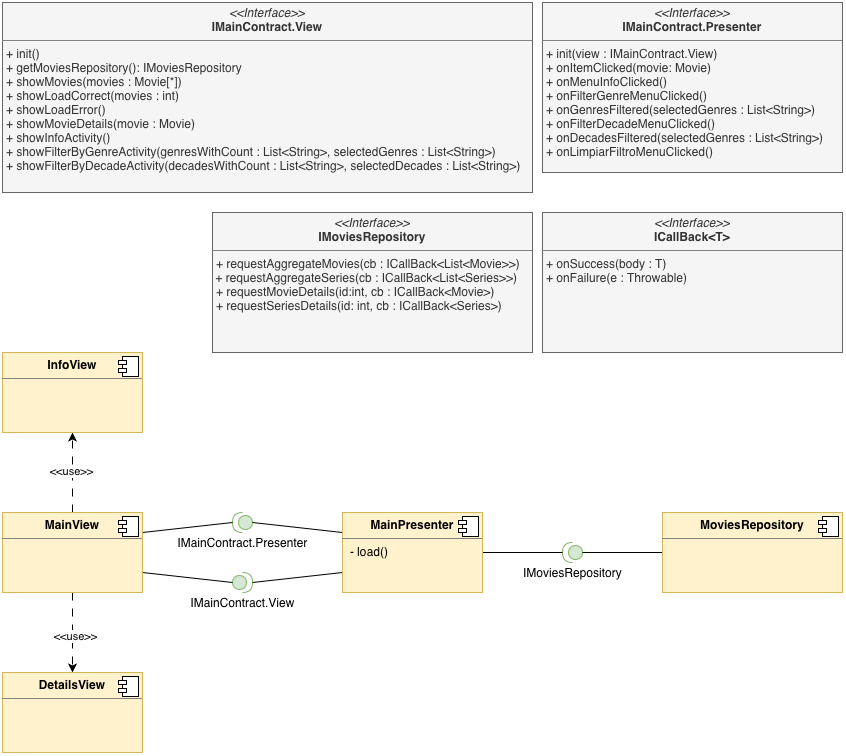 <<Interface>>
IMainContract.View
+ init()
+ getMoviesRepository(): IMoviesRepository
+ showMovies(movies : Movie[*])
+ showLoadCorrect(movies : int)
+ showLoadError()
+ showMovieDetails(movie : Movie)
+ showInfoActivity()
+ showFilterByGenreActivity(genresWithCount : List<String>, selectedGenres : List<String>)
+ showFilterByDecadeActivity(decadesWithCount : List<String>, selectedDecades : List<String>)
<<Interface>>
IMainContract.Presenter
+ init(view : IMainContract.View)
+ onItemClicked(movie: Movie)
+ onMenuInfoClicked()
+ onFilterGenreMenuClicked()
+ onGenresFiltered(selectedGenres : List<String>)
+ onFilterDecadeMenuClicked()
+ onDecadesFiltered(selectedGenres : List<String>)
+ onLimpiarFiltroMenuClicked()
<<Interface>>
IMoviesRepository
+ requestAggregateMovies(cb : ICallBack<List<Movie>>)
+ requestAggregateSeries(cb : ICallBack<List<Series>>)
+ requestMovieDetails(id:int, cb : ICallBack<Movie>)
+ requestSeriesDetails(id: int, cb : ICallBack<Series>)
<<Interface>>
ICallBack<T>
+ onSuccess(body : T)
+ onFailure(e : Throwable)
InfoView
<<use>>
MainView
IMainContract.Presenter
IMainContract.View
MainPresenter
- load()
IMoviesRepository
MoviesRepository
<<use>>
DetailsView